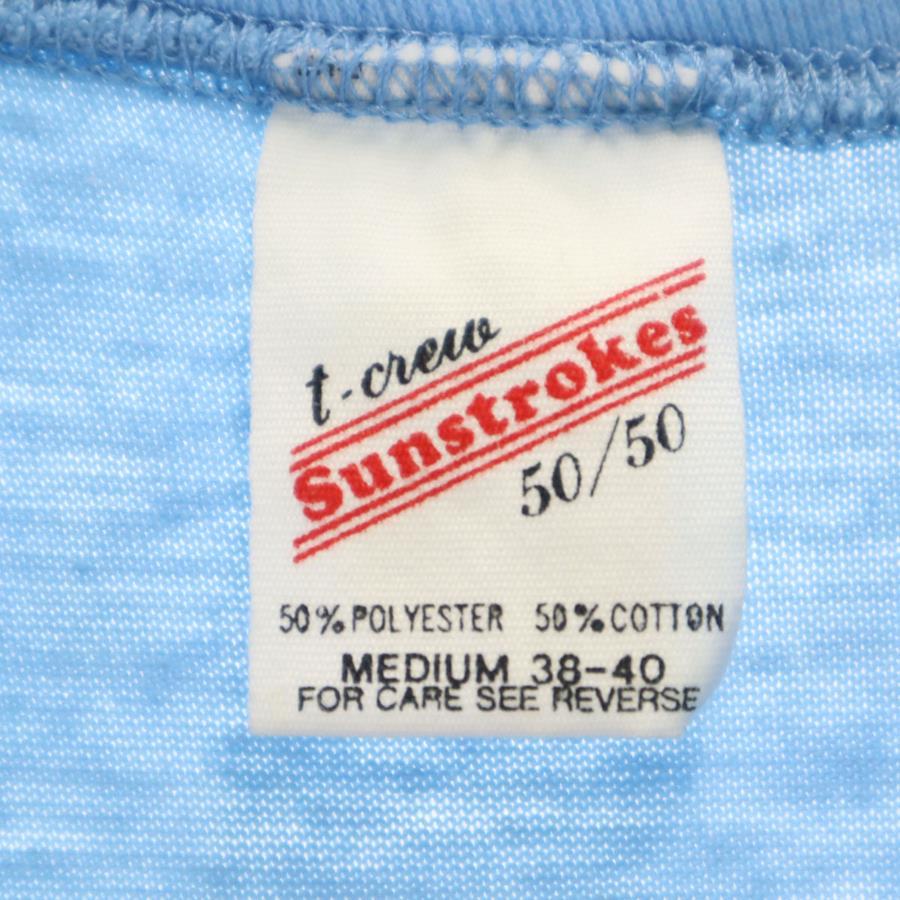 t-crew
Sunstrokes
50/50
50% POLYESTER 50% COTTON
MEDIUM 38-40
FOR CARE SEE REVERSE